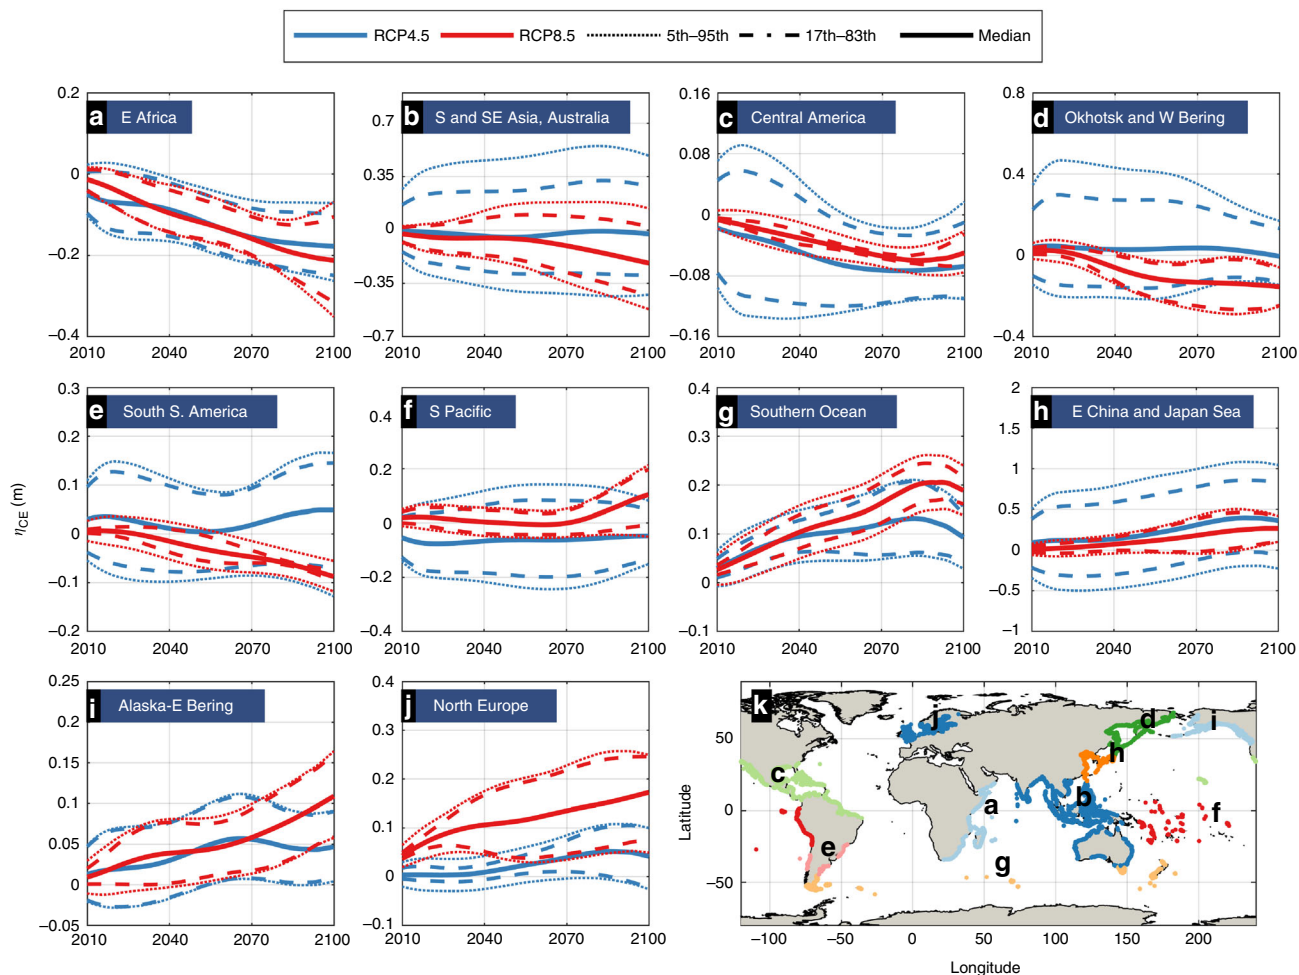 RCP4.5 RCP8.5 5th–95th 17th–83th Median
a E Africa
0.2
0
−0.2
−0.4
2010 2040 2070 2100
b S and SE Asia, Australia
0.7
0.35
0
−0.35
−0.7
2010 2040 2070 2100
c Central America
0.16
0.08
0
−0.08
−0.16
2010 2040 2070 2100
d Okhotsk and W Bering
0.8
0.4
0
−0.4
2010 2040 2070 2100
ηCE (m)
e South S. America
0.3
0.2
0.1
0
−0.1
−0.2
2010 2040 2070 2100
f S Pacific
0.4
0.2
0
−0.2
−0.4
2010 2040 2070 2100
g Southern Ocean
0.4
0.3
0.2
0.1
0
−0.1
2010 2040 2070 2100
h E China and Japan Sea
2
1.5
1
0.5
0
−0.5
−1
2010 2040 2070 2100
i Alaska-E Bering
0.25
0.2
0.15
0.1
0.05
0
−0.05
2010 2040 2070 2100
j North Europe
0.4
0.3
0.2
0.1
0
−0.1
2010 2040 2070 2100
k
j d i
h
c
a b f
e
g
50
0
−50
Latitude
−100 −50 0 50 100 150 200
Longitude